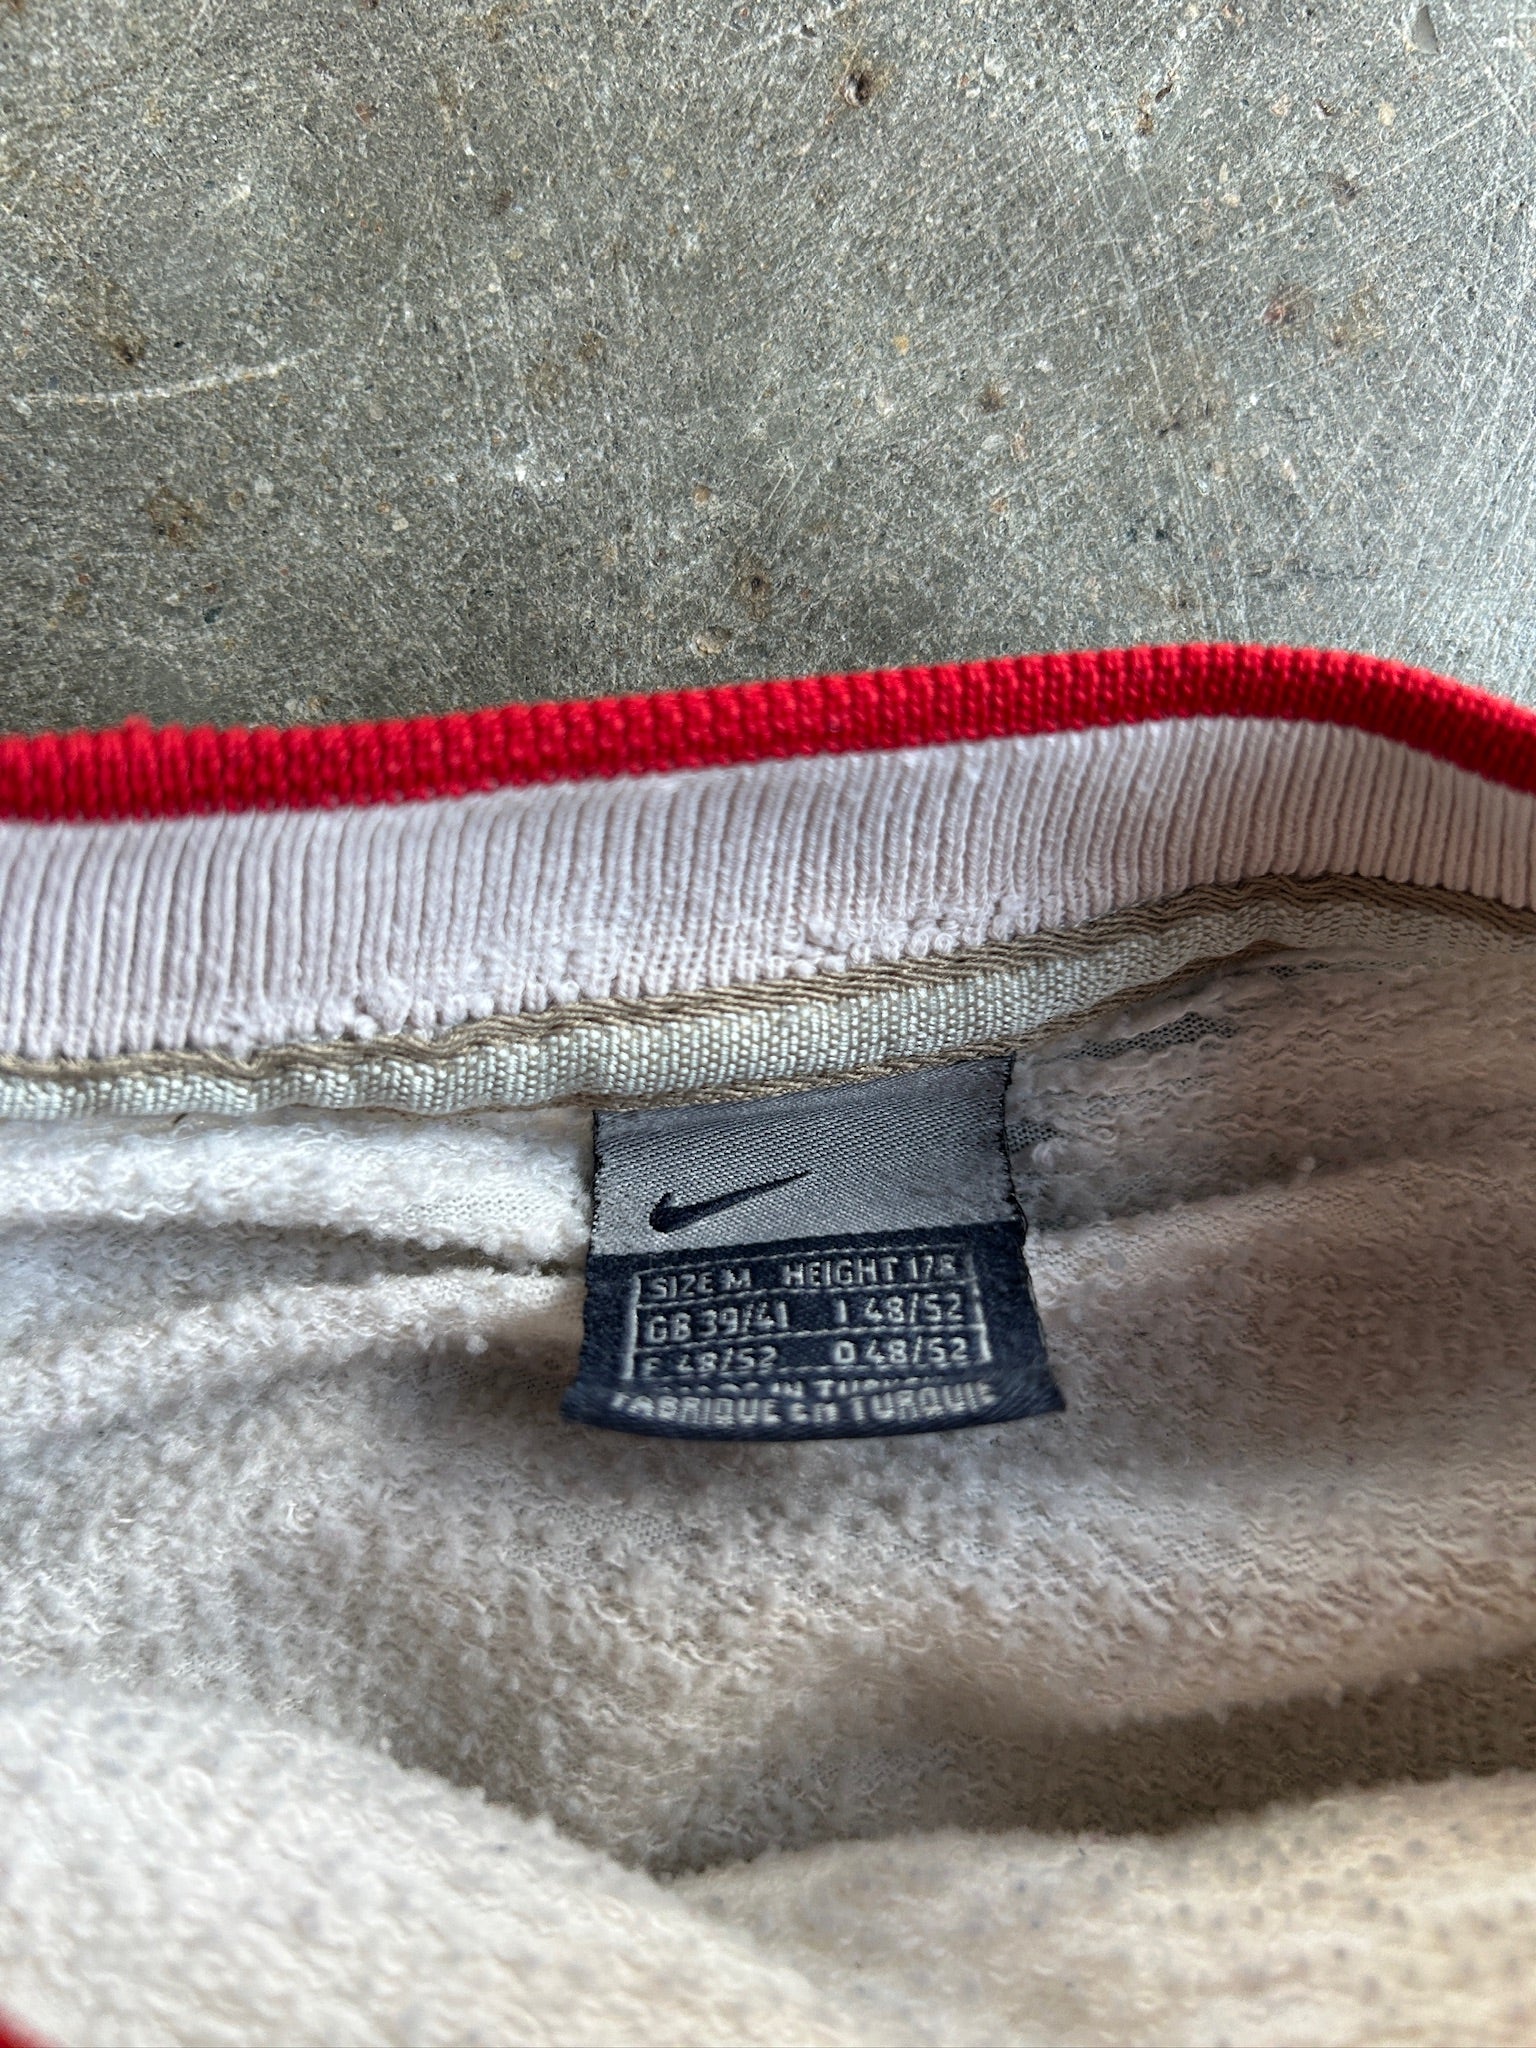 SIZE M HEIGHT 178
GB 39/41 I 48/52
F 48/52 D 48/52
FABRIQUE EN TURQUIE